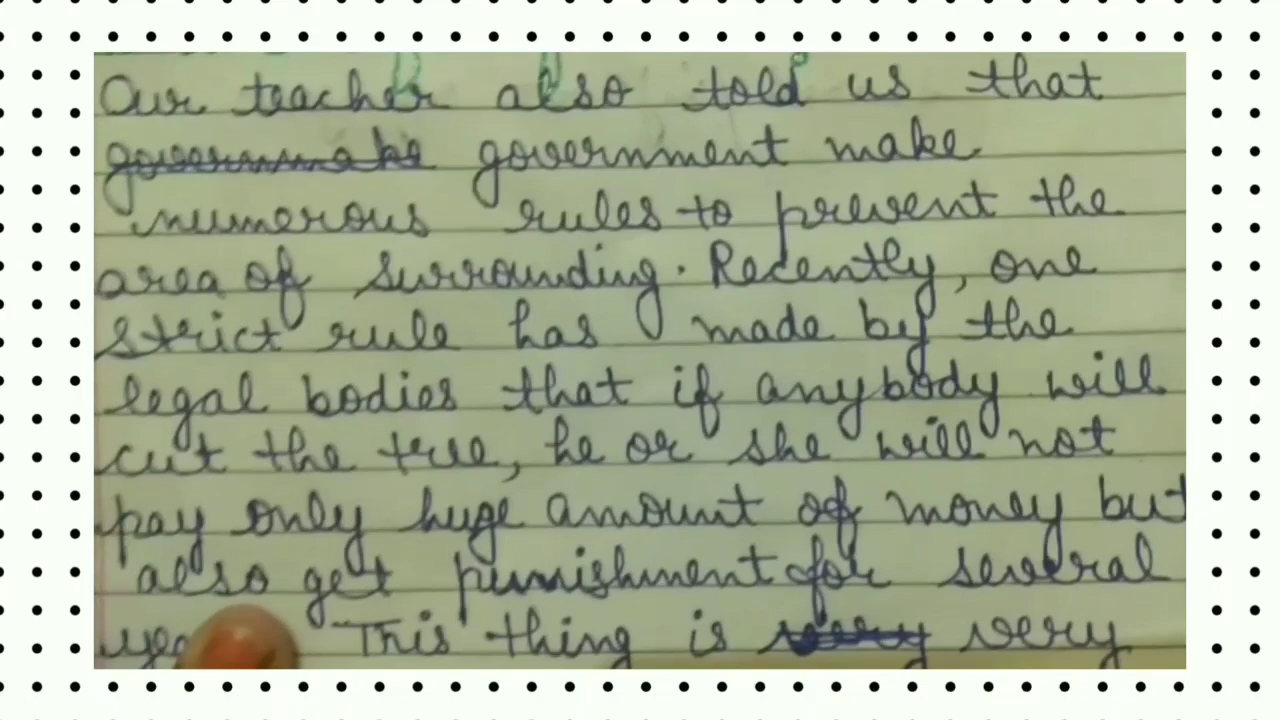 Our teacher also told us that
government make
numerous rules to prevent the
area of surrounding. Recently, one
strict rule has made by the
legal bodies that if anybody will
cut the tree, he or she will not
pay only huge amount of money but
also get punishment for several
This thing is very